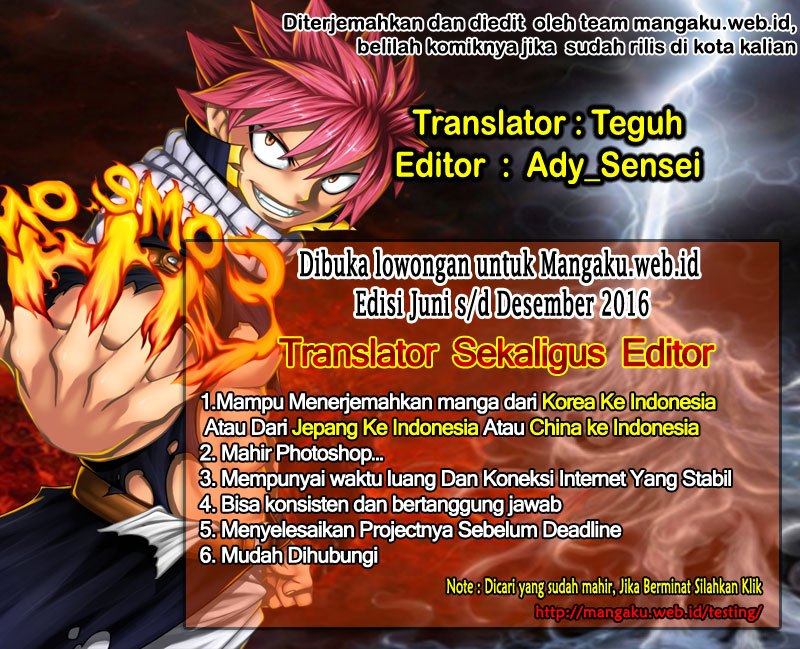 Diterjemahkan dan diedit oleh team mangaku.web.id,
belilah komiknya jika sudah rilis di kota kalian
Translator : Teguh
Editor : Ady_Sensei
COME ON
Dibuka lowongan untuk Mangaku.web.id
Edisi Juni s/d Desember 2016
Translator Sekaligus Editor
1.Mampu Menerjemahkan manga dari Korea Ke Indonesia
Atau Dari Jepang Ke Indonesia Atau China ke Indonesia
2. Mahir Photoshop...
3. Mempunyai waktu luang Dan Koneksi Internet Yang Stabil
4. Bisa konsisten dan bertanggung jawab
5. Menyelesaikan Projectnya Sebelum Deadline
6. Mudah Dihubungi
Note : Dicari yang sudah mahir, Jika Berminat Silahkan Klik
http://mangaku.web.id/testing/